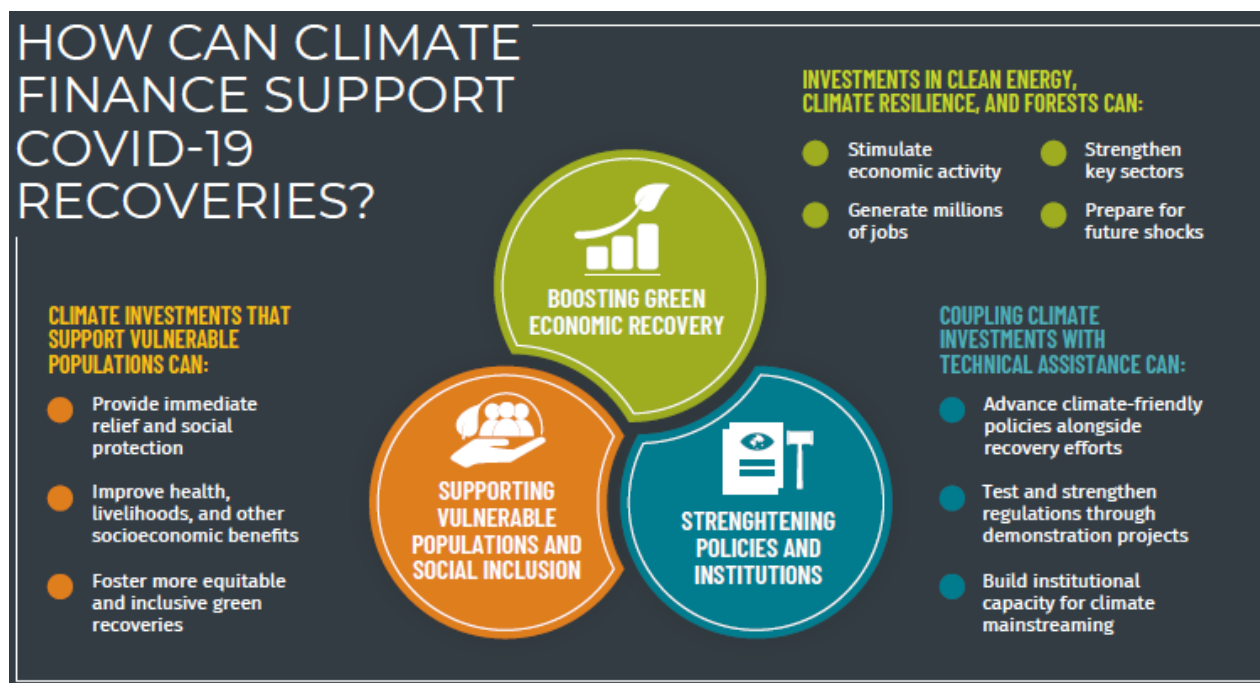 HOW CAN CLIMATE
FINANCE SUPPORT
COVID-19
RECOVERIES?
INVESTMENTS IN CLEAN ENERGY,
CLIMATE RESILIENCE, AND FORESTS CAN:
Stimulate
economic activity
Generate millions
of jobs
Strengthen
key sectors
Prepare for
future shocks
BOOSTING GREEN
ECONOMIC RECOVERY
CLIMATE INVESTMENTS THAT
SUPPORT VULNERABLE
POPULATIONS CAN:
Provide immediate
relief and social
protection
Improve health,
livelihoods, and other
socioeconomic benefits
Foster more equitable
and inclusive green
recoveries
SUPPORTING
VULNERABLE
POPULATIONS AND
SOCIAL INCLUSION
STRENGHTENING
POLICIES AND
INSTITUTIONS
COUPLING CLIMATE
INVESTMENTS WITH
TECHNICAL ASSISTANCE CAN:
Advance climate-friendly
policies alongside
recovery efforts
Test and strengthen
regulations through
demonstration projects
Build institutional
capacity for climate
mainstreaming